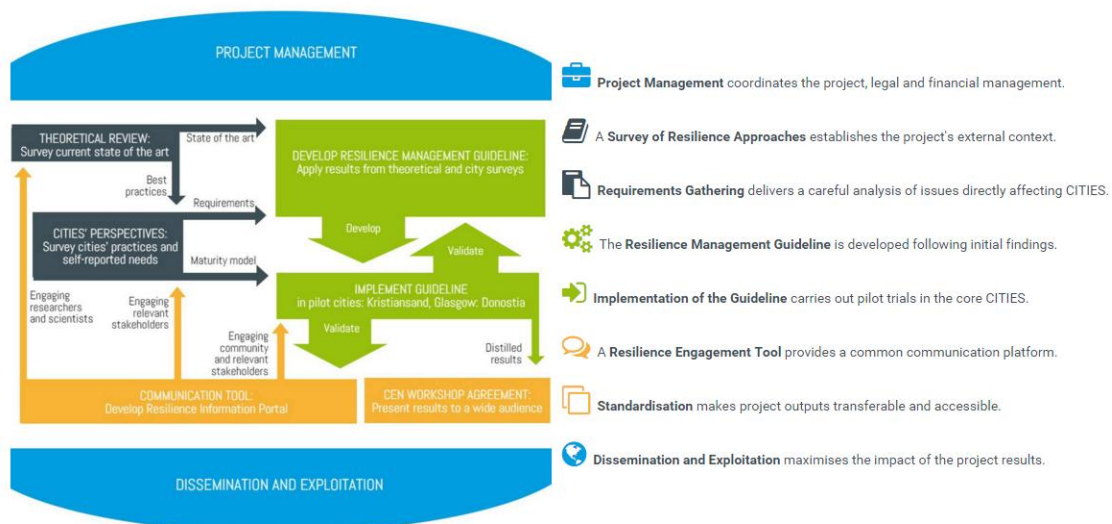 PROJECT MANAGEMENT
THEORETICAL REVIEW:
Survey current state of the art
State of the art
Best
practices
Requirements
DEVELOP RESILIENCE MANAGEMENT GUIDELINE:
Apply results from theoretical and city surveys
CITIES' PERSPECTIVES:
Survey cities' practices and
self-reported needs
Maturity model
Develop
Validate
IMPLEMENT GUIDELINE
in pilot cities: Kristiansand, Glasgow: Donostia
Engaging
researchers
and scientists
Engaging
relevant
stakeholders
Engaging
community
and relevant
stakeholders
Validate
Distilled
results
COMMUNICATION TOOL:
Develop Resilience Information Portal
CEN WORKSHOP AGREEMENT:
Present results to a wide audience
DISSEMINATION AND EXPLOITATION
Project Management coordinates the project, legal and financial management.
A Survey of Resilience Approaches establishes the project's external context.
Requirements Gathering delivers a careful analysis of issues directly affecting CITIES.
The Resilience Management Guideline is developed following initial findings.
Implementation of the Guideline carries out pilot trials in the core CITIES.
A Resilience Engagement Tool provides a common communication platform.
Standardisation makes project outputs transferable and accessible.
Dissemination and Exploitation maximises the impact of the project results.